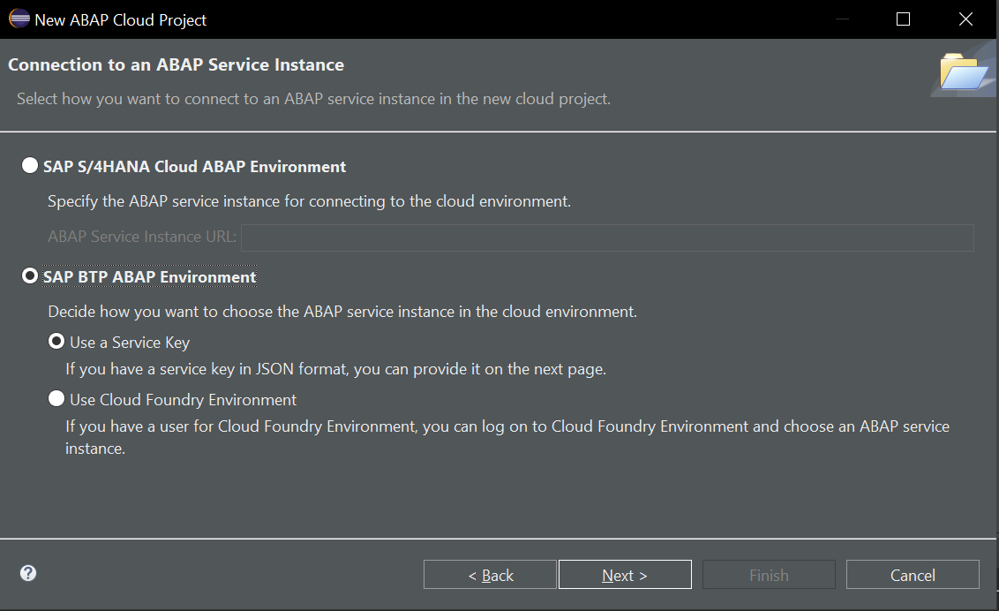 New ABAP Cloud Project
Connection to an ABAP Service Instance
Select how you want to connect to an ABAP service instance in the new cloud project.
SAP S/4HANA Cloud ABAP Environment
Specify the ABAP service instance for connecting to the cloud environment.
ABAP Service Instance URL:
SAP BTP ABAP Environment
Decide how you want to choose the ABAP service instance in the cloud environment.
Use a Service Key
If you have a service key in JSON format, you can provide it on the next page.
Use Cloud Foundry Environment
If you have a user for Cloud Foundry Environment, you can log on to Cloud Foundry Environment and choose an ABAP service
instance.
? < Back Next > Finish Cancel